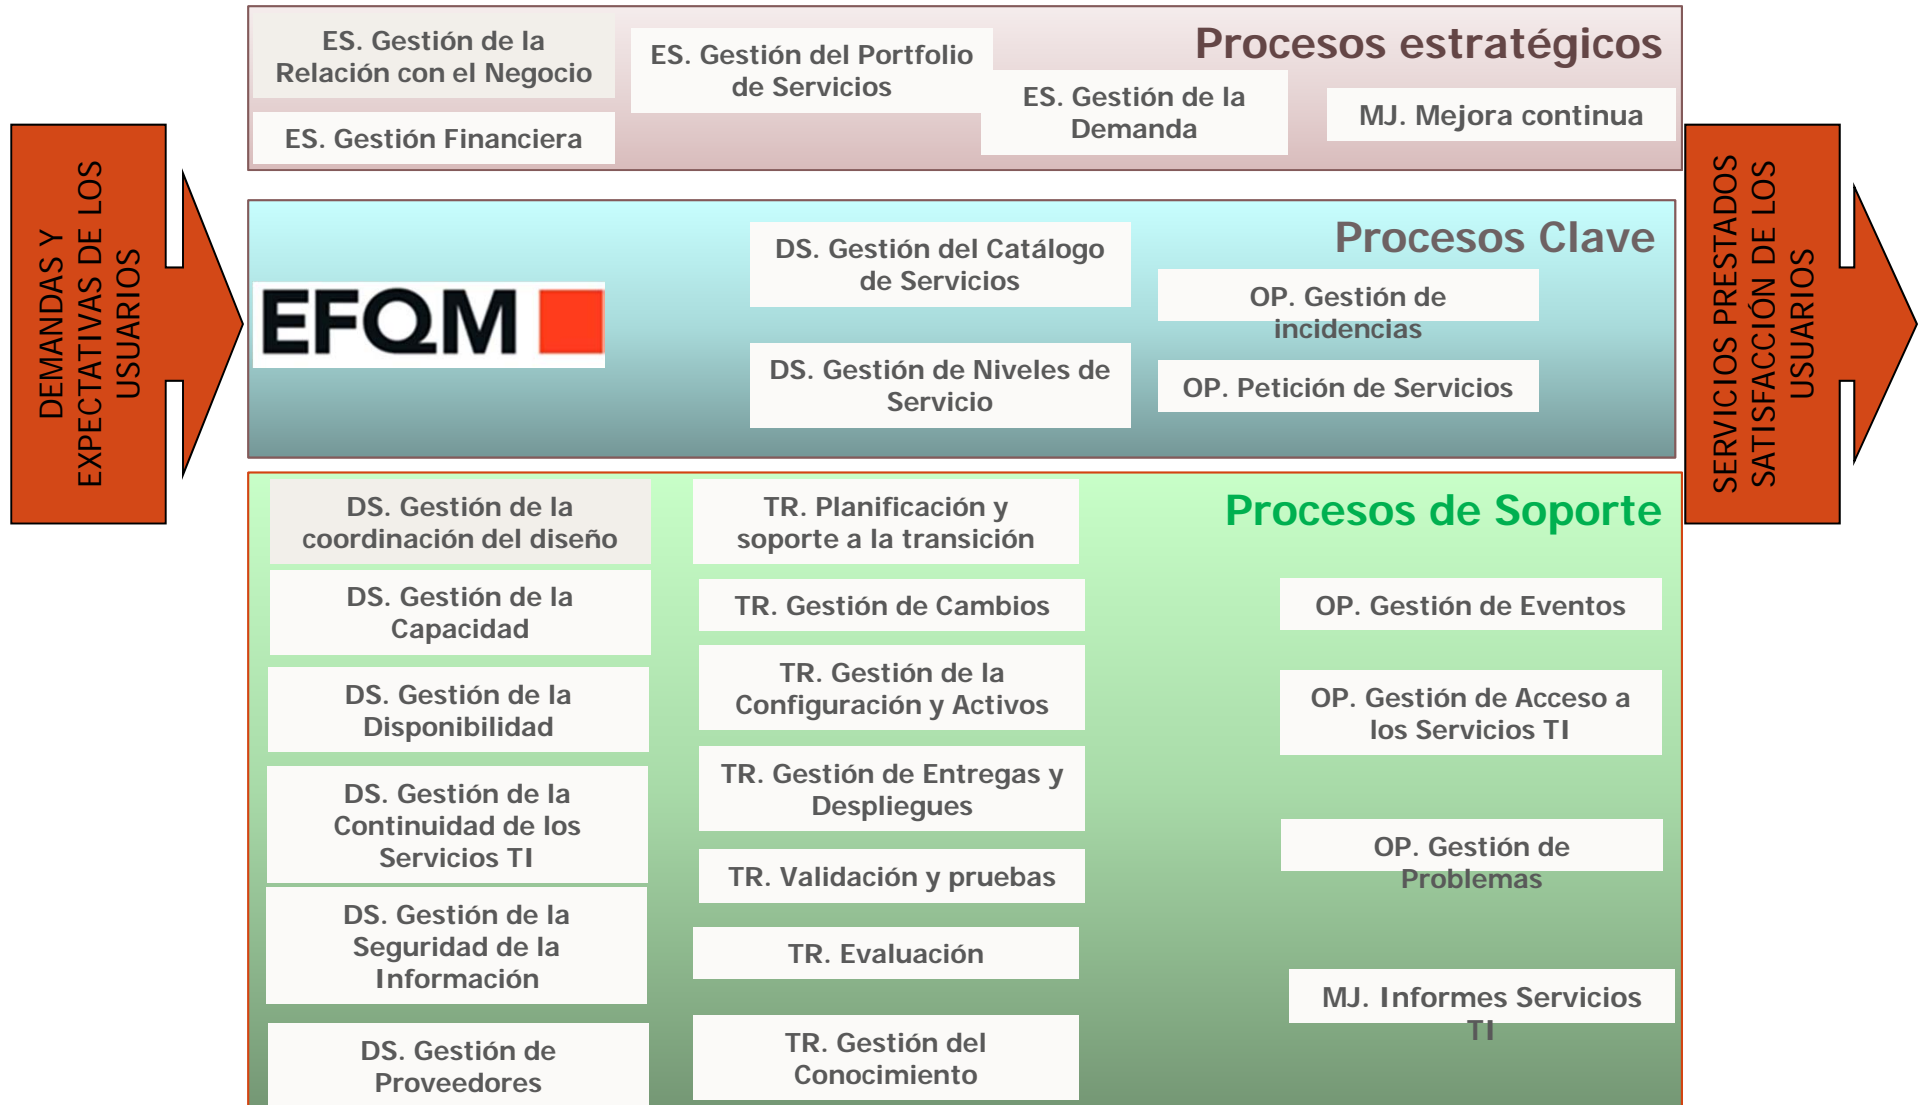 DEMANDAS Y
EXPECTATIVAS DE LOS
USUARIOS
Procesos estratégicos
ES. Gestión de la
Relación con el Negocio
ES. Gestión Financiera
ES. Gestión del Portfolio
de Servicios
ES. Gestión de la
Demanda
MJ. Mejora continua
Procesos Clave
EFQM
DS. Gestión del Catálogo
de Servicios
DS. Gestión de Niveles de
Servicio
OP. Gestión de
incidencias
OP. Petición de Servicios
Procesos de Soporte
DS. Gestión de la
coordinación del diseño
DS. Gestión de la
Capacidad
DS. Gestión de la
Disponibilidad
DS. Gestión de la
Continuidad de los
Servicios TI
DS. Gestión de la
Seguridad de la
Información
DS. Gestión de
Proveedores
TR. Planificación y
soporte a la transición
TR. Gestión de Cambios
TR. Gestión de la
Configuración y Activos
TR. Gestión de Entregas y
Despliegues
TR. Validación y pruebas
TR. Evaluación
TR. Gestión del
Conocimiento
OP. Gestión de Eventos
OP. Gestión de Acceso a
los Servicios TI
OP. Gestión de
Problemas
MJ. Informes Servicios
TI
SERVICIOS PRESTADOS
SATISFACCIÓN DE LOS
USUARIOS